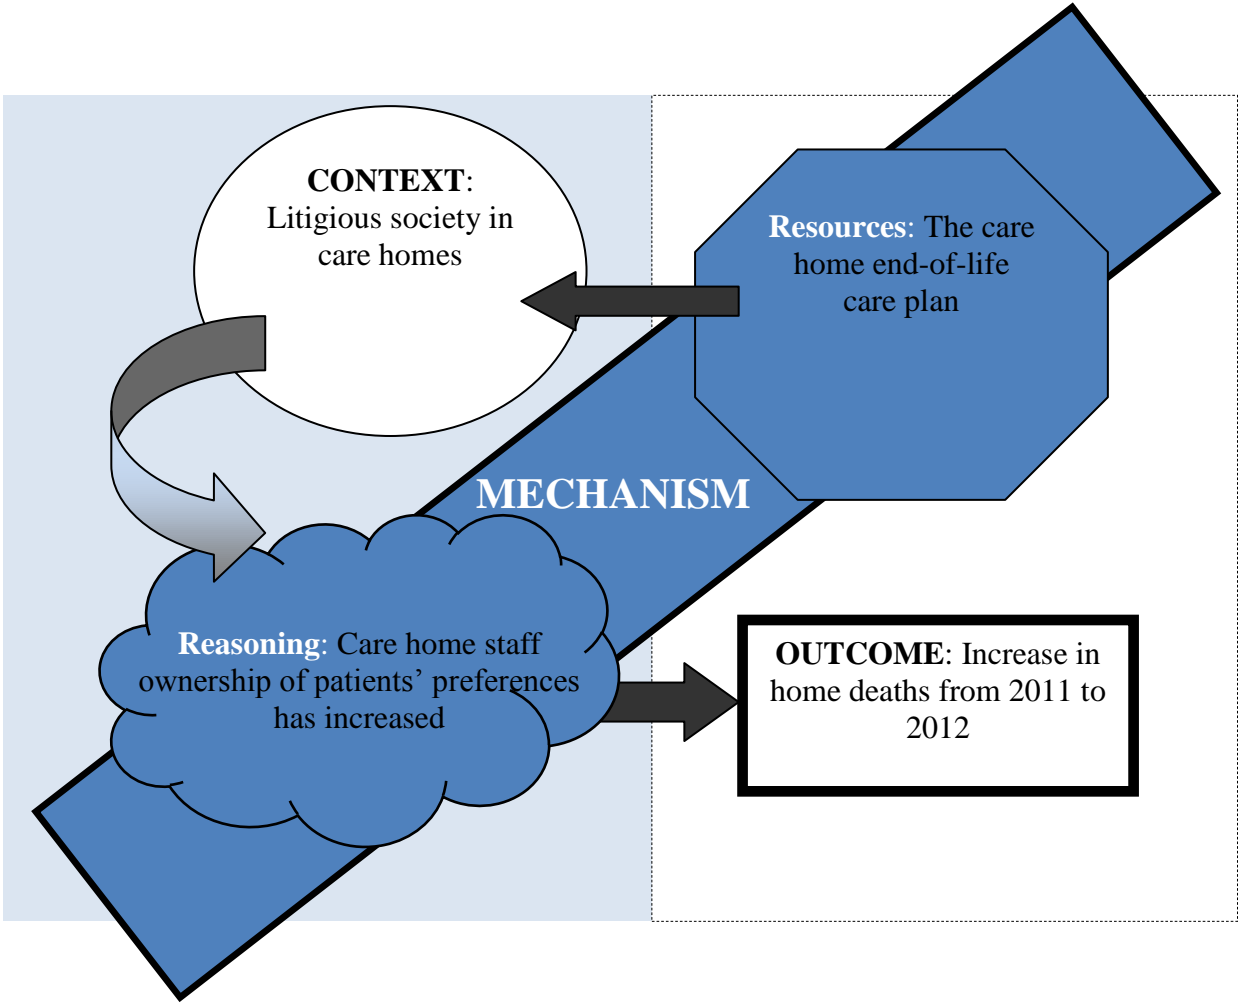 CONTEXT:
Litigious society in
care homes
Resources: The care
home end-of-life
care plan
MECHANISM
Reasoning: Care home staff
ownership of patients’ preferences
has increased
OUTCOME: Increase in
home deaths from 2011 to
2012